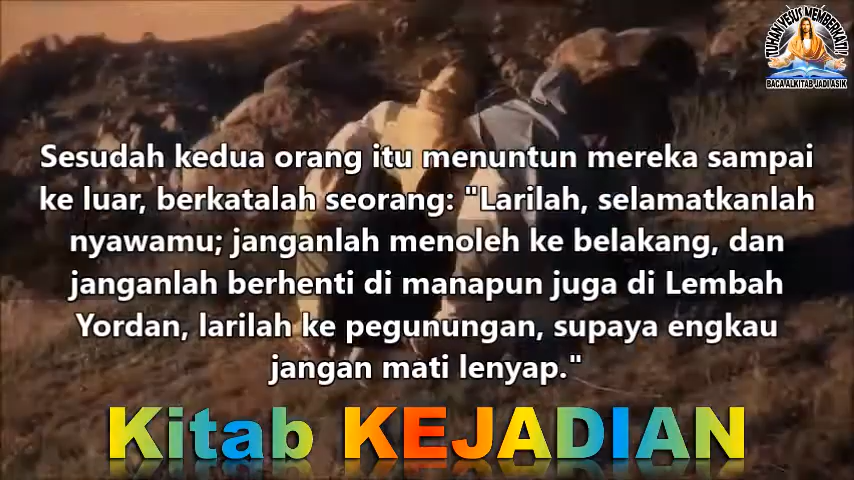 TUHAN YESUS MEMBERKATI!
BACA ALKITAB JADI ASIK
Sesudah kedua orang itu menuntun mereka sampai
ke luar, berkatalah seorang: "Larilah, selamatkanlah
nyawamu; janganlah menoleh ke belakang, dan
janganlah berhenti di manapun juga di Lembah
Yordan, larilah ke pegunungan, supaya engkau
jangan mati lenyap."
Kitab KEJADIAN